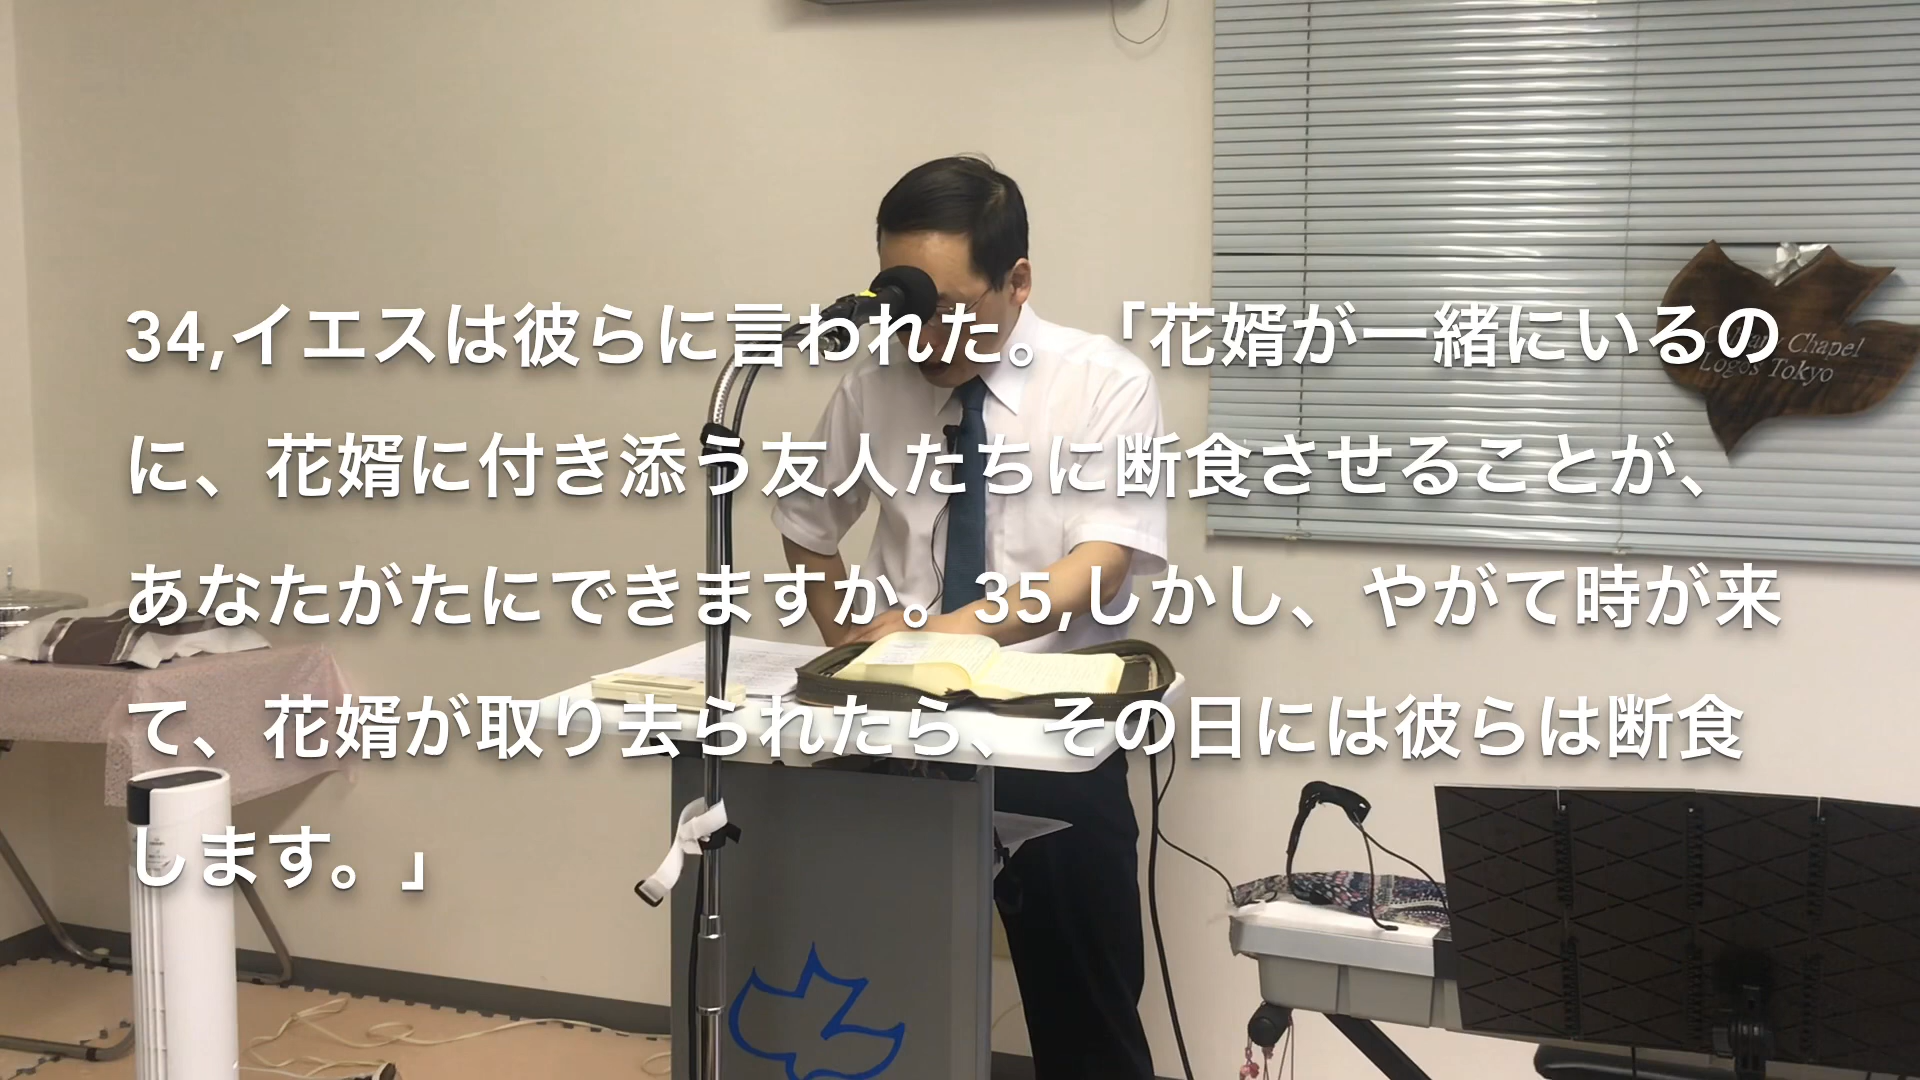 34,イエスは彼らに言われた。「花婿が一緒にいるの
に、花婿に付き添う友人たちに断食させることが、
あなたがたにできますか。35,しかし、やがて時が来
て、花婿が取り去られたら、その日には彼らは断食
します。」
Chapel
Logos Tokyo